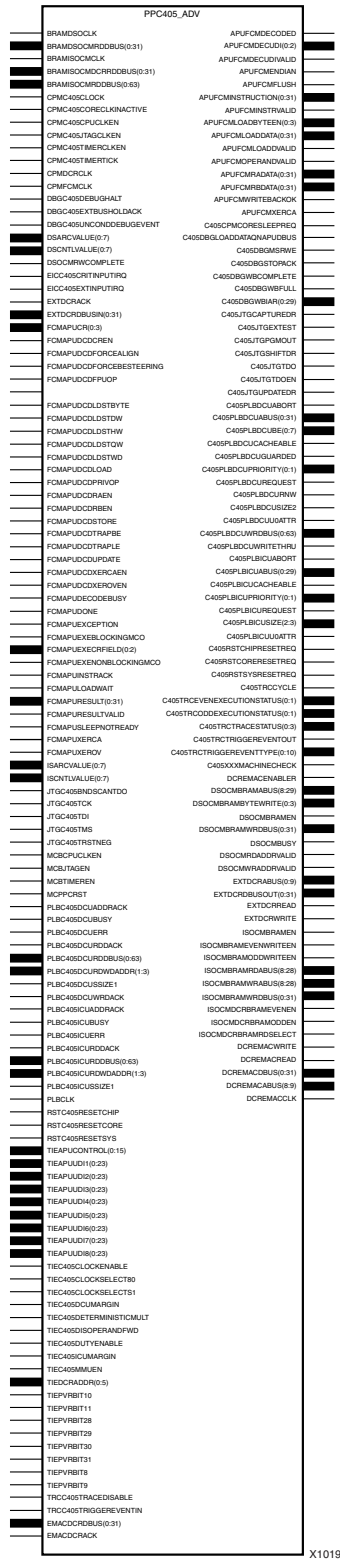 PPC405_ADV
BRAMDSOCLK
BRAMDSOCMRDDBUS(0:31)
BRAMISOCMCLK
BRAMISOCMDCRRDDBUS(0:31)
BRAMISOCMRDDBUS(0:63)
CPMC405CLOCK
CPMC405CORECLKINACTIVE
CPMC405CPUCLKEN
CPMC405JTAGCLKEN
CPMC405TIMERCLKEN
CPMC405TIMERTICK
CPMDCRCLK
CPMFCMCLK
DBGC405DEBUGHALT
DBGC405EXTBUSHOLDACK
DBGC405UNCONDDEBUGEVENT
DSARCVALUE(0:7)
DSCNTLVALUE(0:7)
DSOCMRWCOMPLETE
EICC405CRITINPUTIRQ
EICC405EXTINPUTIRQ
EXTDCRACK
EXTDCRDBUSIN(0:31)
FCMAPUCR(0:3)
FCMAPUDCDCREN
FCMAPUDCDFORCEALIGN
FCMAPUDCDFORCEBESTEERING
FCMAPUDCDFPUOP
FCMAPUDCDLDSTBYTE
FCMAPUDCDLDSTDW
FCMAPUDCDLDSTHW
FCMAPUDCDLDSTQW
FCMAPUDCDLDSTWD
FCMAPUDCDLOAD
FCMAPUDCDPRIVOP
FCMAPUDCDRAEN
FCMAPUDCDRBEN
FCMAPUDCDSTORE
FCMAPUDCDTRAPBE
FCMAPUDCDTRAPLE
FCMAPUDCDUPDATE
FCMAPUDCDXERCAEN
FCMAPUDCDXEROVEN
FCMAPUDECODEBUSY
FCMAPUDONE
FCMAPUEXCEPTION
FCMAPUEXEBLOCKINGMCO
FCMAPUEXECRFIELD(0:2)
FCMAPUEXENONBLOCKINGMCO
FCMAPUINSTRACK
FCMAPULOADWAIT
FCMAPURESULT(0:31)
FCMAPURESULTVALID
FCMAPUSLEEPNOTREADY
FCMAPUXERCA
FCMAPUXEROV
ISARCVALUE(0:7)
ISCNTLVALUE(0:7)
JTGC405BNDSCANTDO
JTGC405TCK
JTGC405TDI
JTGC405TMS
JTGC405TRSTNEG
MCBCPUCLKEN
MCBJTAGEN
MCBTIMEREN
MCPPCRST
PLBC405DCUADDRACK
PLBC405DCUBUSY
PLBC405DCUERR
PLBC405DCURDDACK
PLBC405DCURDDBUS(0:63)
PLBC405DCURDWDADDR(1:3)
PLBC405DCUSSIZE1
PLBC405DCUWRDACK
PLBC405ICUADDRACK
PLBC405ICUBUSY
PLBC405ICUERR
PLBC405ICURDDACK
PLBC405ICURDDBUS(0:63)
PLBC405ICURDWDADDR(1:3)
PLBC405ICUSSIZE1
PLBCLK
RSTC405RESETCHIP
RSTC405RESETCORE
RSTC405RESETSYS
TIEAPUCONTROL(0:15)
TIEAPUUDI1(0:23)
TIEAPUUDI2(0:23)
TIEAPUUDI3(0:23)
TIEAPUUDI4(0:23)
TIEAPUUDI5(0:23)
TIEAPUUDI6(0:23)
TIEAPUUDI7(0:23)
TIEAPUUDI8(0:23)
TIEC405CLOCKENABLE
TIEC405CLOCKSELECTS0
TIEC405CLOCKSELECTS1
TIEC405DCUMARGIN
TIEC405DETERMINISTICMULT
TIEC405DISOPERANDFWD
TIEC405DUTYENABLE
TIEC405ICUMARGIN
TIEC405MMUEN
TIEDCRADDR(0:5)
TIEPVRBIT10
TIEPVRBIT11
TIEPVRBIT28
TIEPVRBIT29
TIEPVRBIT30
TIEPVRBIT31
TIEPVRBIT8
TIEPVRBIT9
TRCC405TRACEDISABLE
TRCC405TRIGGEREVENTIN
EMACDCRDBUS(0:31)
EMACDCRACK
APUFCMDECODED
APUFCMDECUDI(0:2)
APUFCMDECUDIVALID
APUFCMENDIAN
APUFCMFLUSH
APUFCMINSTRUCTION(0:31)
APUFCMINSTRVALID
APUFCMLOADBYTEEN(0:3)
APUFCMLOADDATA(0:31)
APUFCMLOADDVALID
APUFCMOPERANDVALID
APUFCMRADATA(0:31)
APUFCMRBDATA(0:31)
APUFCMWRITEBACKOK
APUFCMXERCA
C405CPMCORESLEEPREQ
C405DBGLOADDATAQNAPUDBUS
C405DBGMSRWE
C405DBGSTOPACK
C405DBGWBCOMPLETE
C405DBGWBFULL
C405DBGWBIAR(0:29)
C405JTGCAPTUREDR
C405JTGEXTEST
C405JTGPGMOUT
C405JTGSHIFTDR
C405JTGTDO
C405JTGTDOEN
C405JTGUPDATEDR
C405PLBDCUABORT
C405PLBDCUABUS(0:31)
C405PLBDCUBE(0:7)
C405PLBDCUCACHEABLE
C405PLBDCUGUARDED
C405PLBDCUPRIORITY(0:1)
C405PLBDCUREQUEST
C405PLBDCURNW
C405PLBDCUSIZE2
C405PLBDCUU0ATTR
C405PLBDCUWRDBUS(0:63)
C405PLBDCUWRITETHRU
C405PLBICUABORT
C405PLBICUABUS(0:29)
C405PLBICUCACHEABLE
C405PLBICUPRIORITY(0:1)
C405PLBICUREQUEST
C405PLBICUSIZE(2:3)
C405PLBICUU0ATTR
C405RSTCHIPRESETREQ
C405RSTCORERESETREQ
C405RSTSYSRESETREQ
C405TRCCYCLE
C405TRCEVENEXECUTIONSTATUS(0:1)
C405TRCODDEXECUTIONSTATUS(0:1)
C405TRCTRACESTATUS(0:3)
C405TRCTRIGGEREVENTOUT
C405TRCTRIGGEREVENTTYPE(0:10)
C405XXXMACHINECHECK
DCREMACENABLER
DSOCMBRAMABUS(8:29)
DSOCMBRAMBYTEWRITE(0:3)
DSOCMBRAMEN
DSOCMBRAMWRDBUS(0:31)
DSOCMBUSY
DSOCMRDADDRVALID
DSOCMWRADDRVALID
EXTDCRABUS(0:9)
EXTDCRDBUSOUT(0:31)
EXTDCRREAD
EXTDCRWRITE
ISOCMBRAMEN
ISOCMBRAMEVENWRITEEN
ISOCMBRAMODDWRITEEN
ISOCMBRAMRDABUS(8:28)
ISOCMBRAMWRABUS(8:28)
ISOCMBRAMWRDBUS(0:31)
ISOCMDCRBRAMEVENEN
ISOCMDCRBRAMODDEN
ISOCMDCRBRAMRDSELECT
DCREMACWRITE
DCREMACREAD
DCREMACDBUS(0:31)
DCREMACABUS(8:9)
DCREMACCLK
X1019